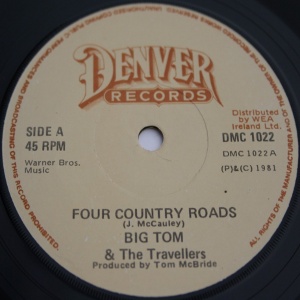 DENVER
RECORDS
SIDE A
45 RPM
Warner Bros.
Music
Distributed
by WEA
Ireland Ltd.
DMC 1022
DMC 1022A
(P)&(C) 1981
FOUR COUNTRY ROADS
(J. McCauley)
BIG TOM
& The Travellers
Produced by Tom McBride